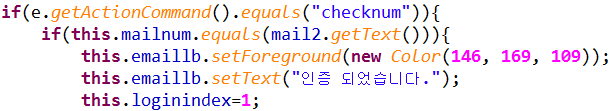 if(e.getActionCommand().equals("checknum")){
    if(this.mailnum.equals(mail2.getText())){
        this.emaillb.setForeground(new Color(146, 169, 109));
        this.emaillb.setText("인증 되었습니다.");
        this.loginindex=1;